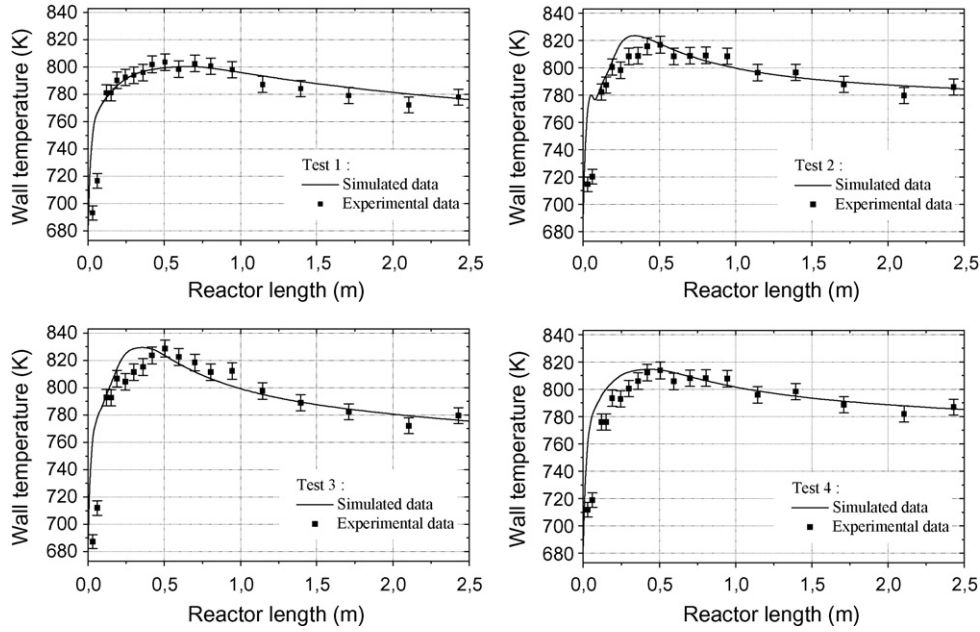 840
820
800
780
760
740
720
700
680
Wall temperature (K)
Test 1 :
Simulated data
Experimental data
0,0 0,5 1,0 1,5 2,0 2,5
Reactor length (m)
840
820
800
780
760
740
720
700
680
Wall temperature (K)
Test 2 :
Simulated data
Experimental data
0,0 0,5 1,0 1,5 2,0 2,5
Reactor length (m)
840
820
800
780
760
740
720
700
680
Wall temperature (K)
Test 3 :
Simulated data
Experimental data
0,0 0,5 1,0 1,5 2,0 2,5
Reactor length (m)
840
820
800
780
760
740
720
700
680
Wall temperature (K)
Test 4 :
Simulated data
Experimental data
0,0 0,5 1,0 1,5 2,0 2,5
Reactor length (m)